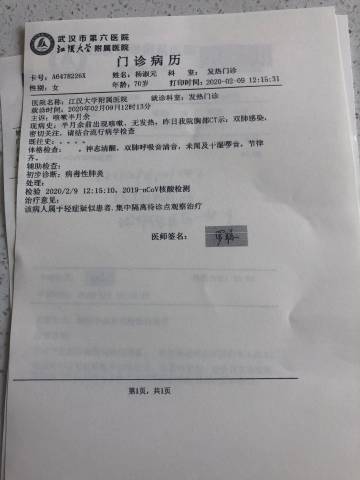 武汉市第六医院
江汉大学附属医院
门诊病历
卡号: A6478226X 姓名: 杨淑元 科 室: 发热门诊
性别: 女 年龄: 70岁 打印时间: 2020-02-09 12:15:31
医院名称: 江汉大学附属医院 就诊科室: 发热门诊
就诊时间: 2020年02月09日12时13分
主诉: 咳嗽半月余
现病史: 半月余前出现咳嗽, 无发热, 昨日我院胸部CT示: 双肺感染,
密切关注, 请结合流行病学检查
既往史: 。。。。
体格检查: 。神志清醒, 双肺呼吸音清音, 未闻及干湿啰音, 节律
齐。
辅助检查:
初步诊断: 病毒性肺炎
处理:
检验 2020/2/9 12:15:10, 2019-nCoV核酸检测
治疗意见:
该病人属于轻症疑似患者, 集中隔离待诊点观察治疗
医师签名:
第1页, 共1页